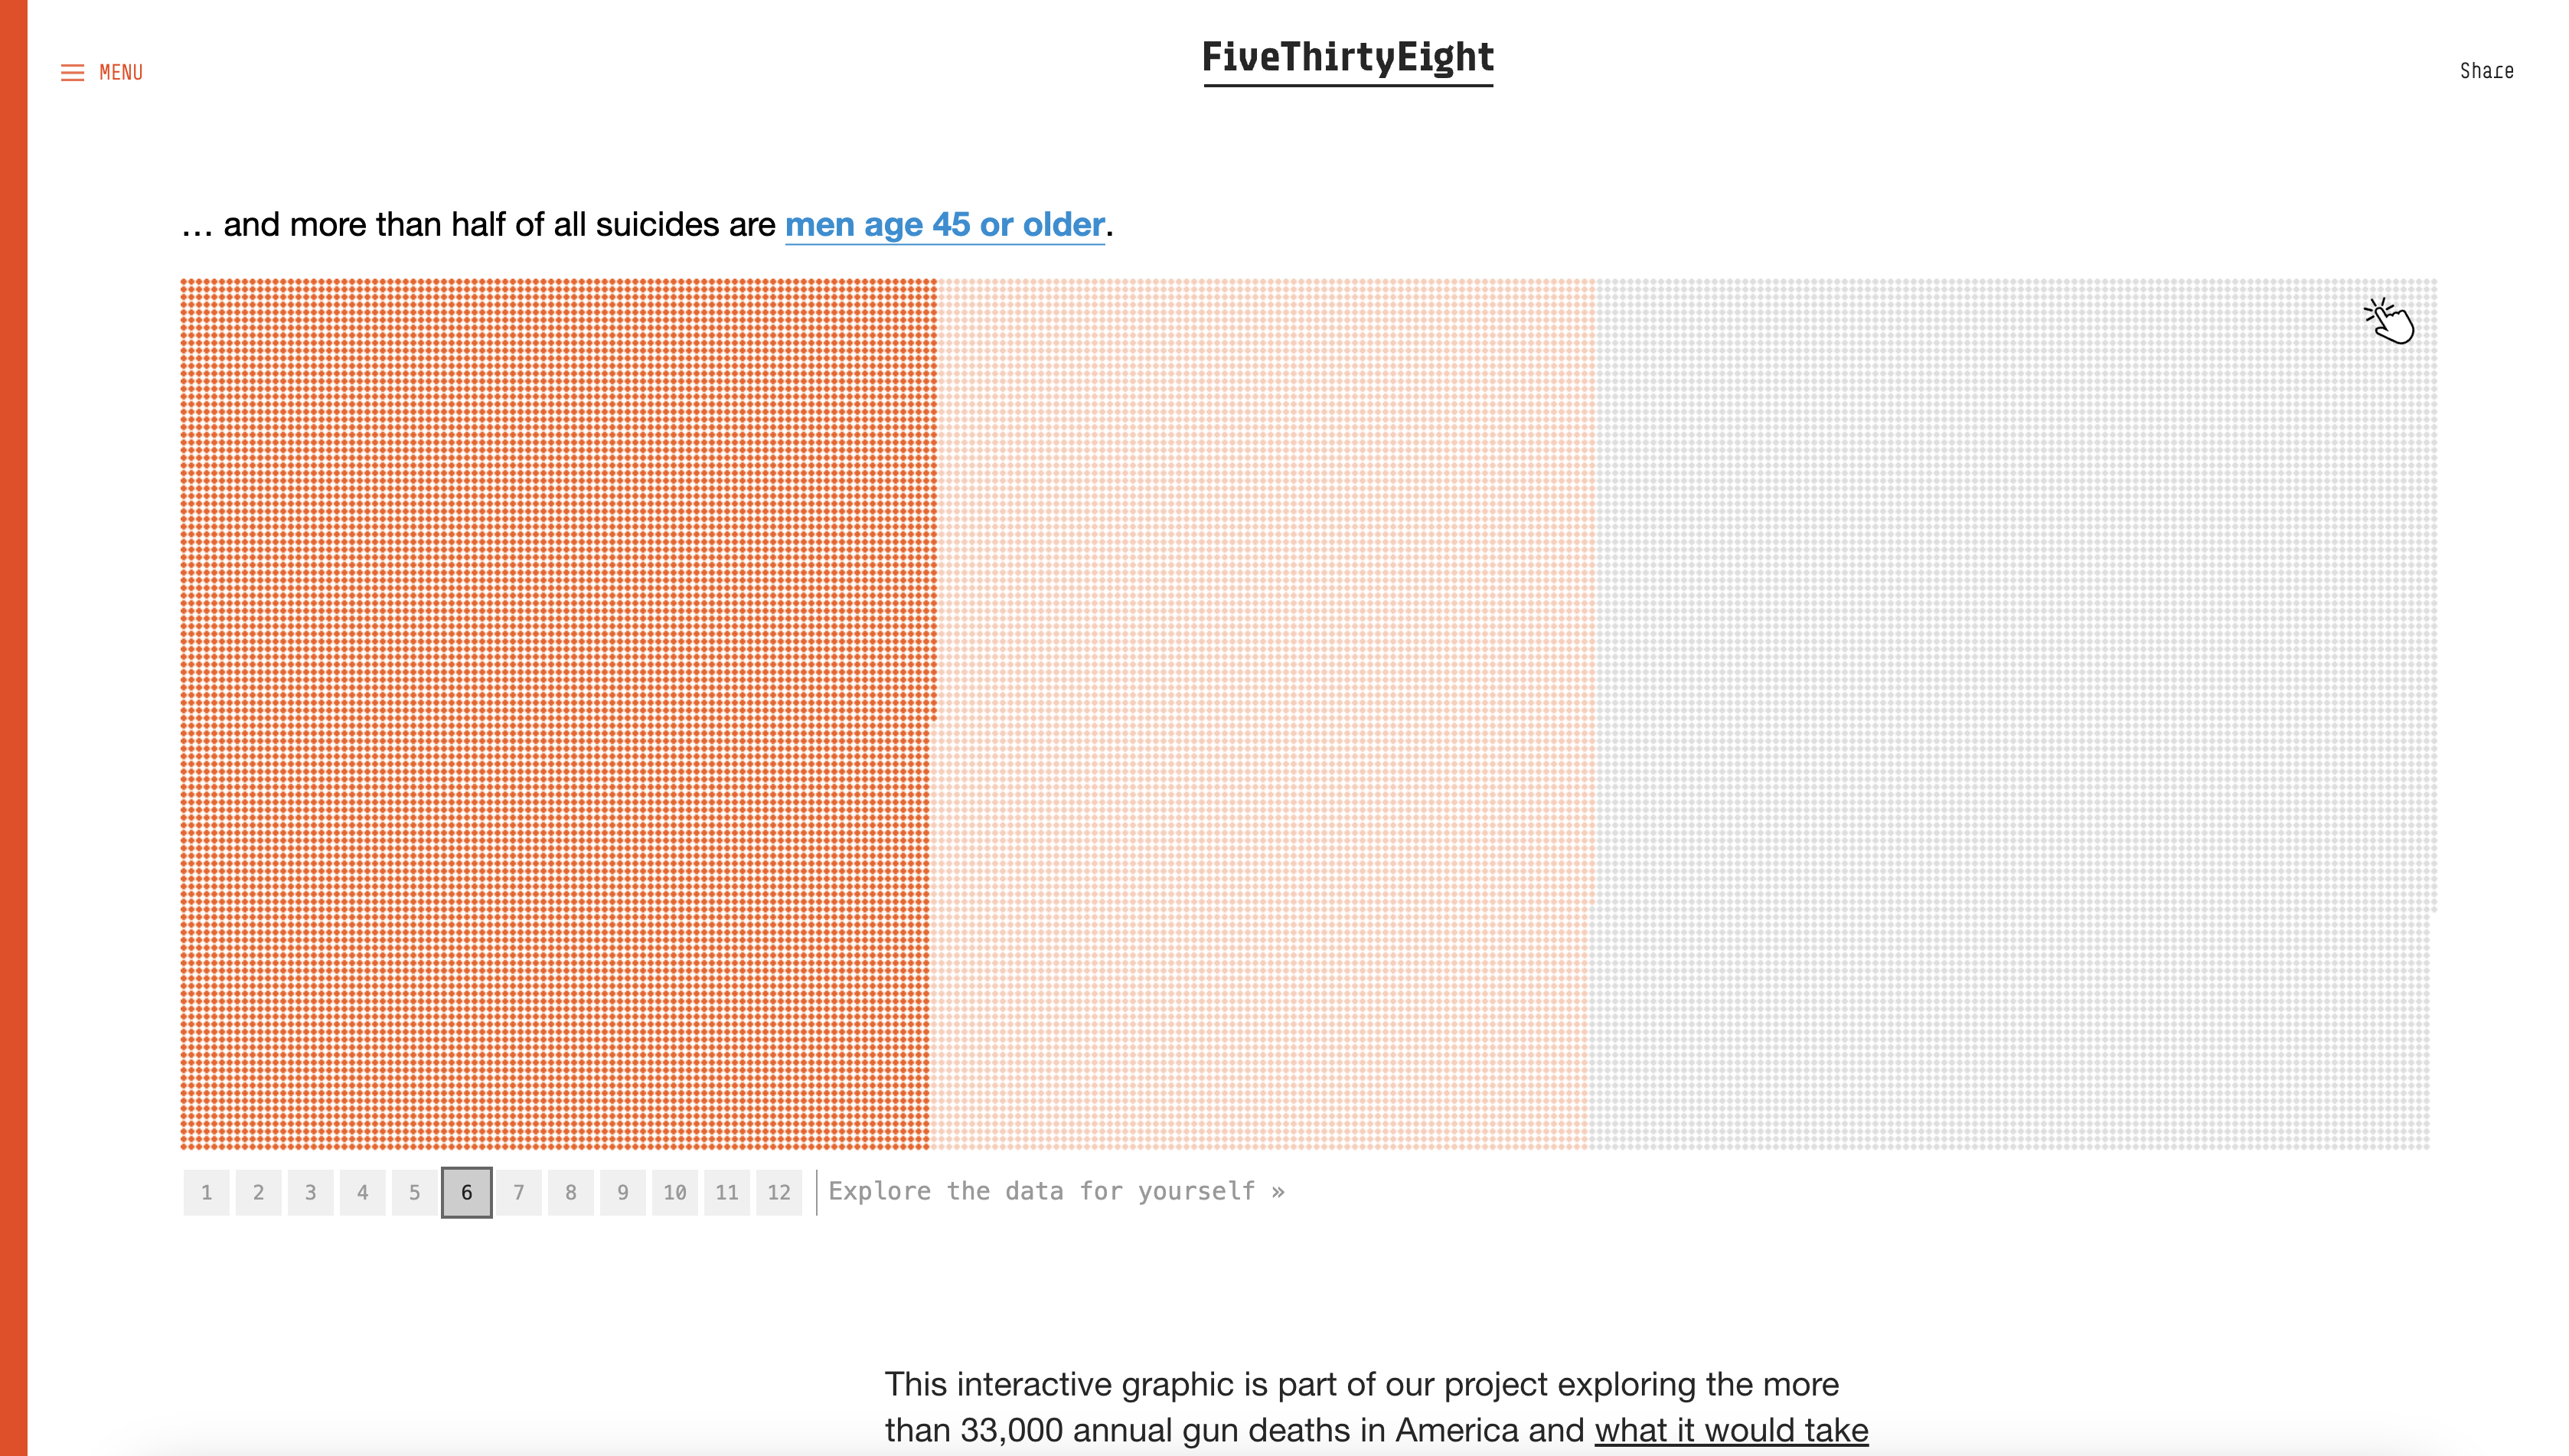 MENU
FiveThirtyEight
Share
… and more than half of all suicides are men age 45 or older.
1 2 3 4 5 6 7 8 9 10 11 12 Explore the data for yourself »
This interactive graphic is part of our project exploring the more
than 33,000 annual gun deaths in America and what it would take